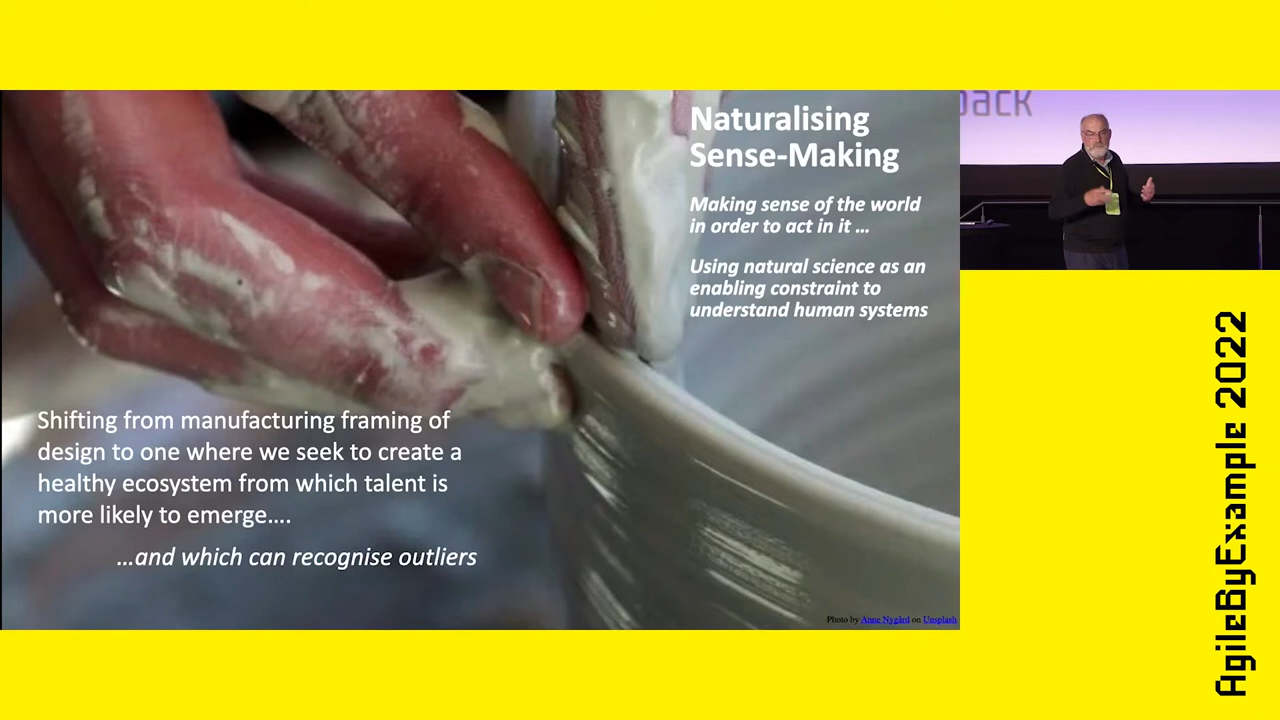 Naturalising
Sense-Making
Making sense of the world
in order to act in it ...
Using natural science as an
enabling constraint to
understand human systems
Shifting from manufacturing framing of
design to one where we seek to create a
healthy ecosystem from which talent is
more likely to emerge....
...and which can recognise outliers
Photo by Anne Nygård on Unsplash
back
AgileByExample 2022